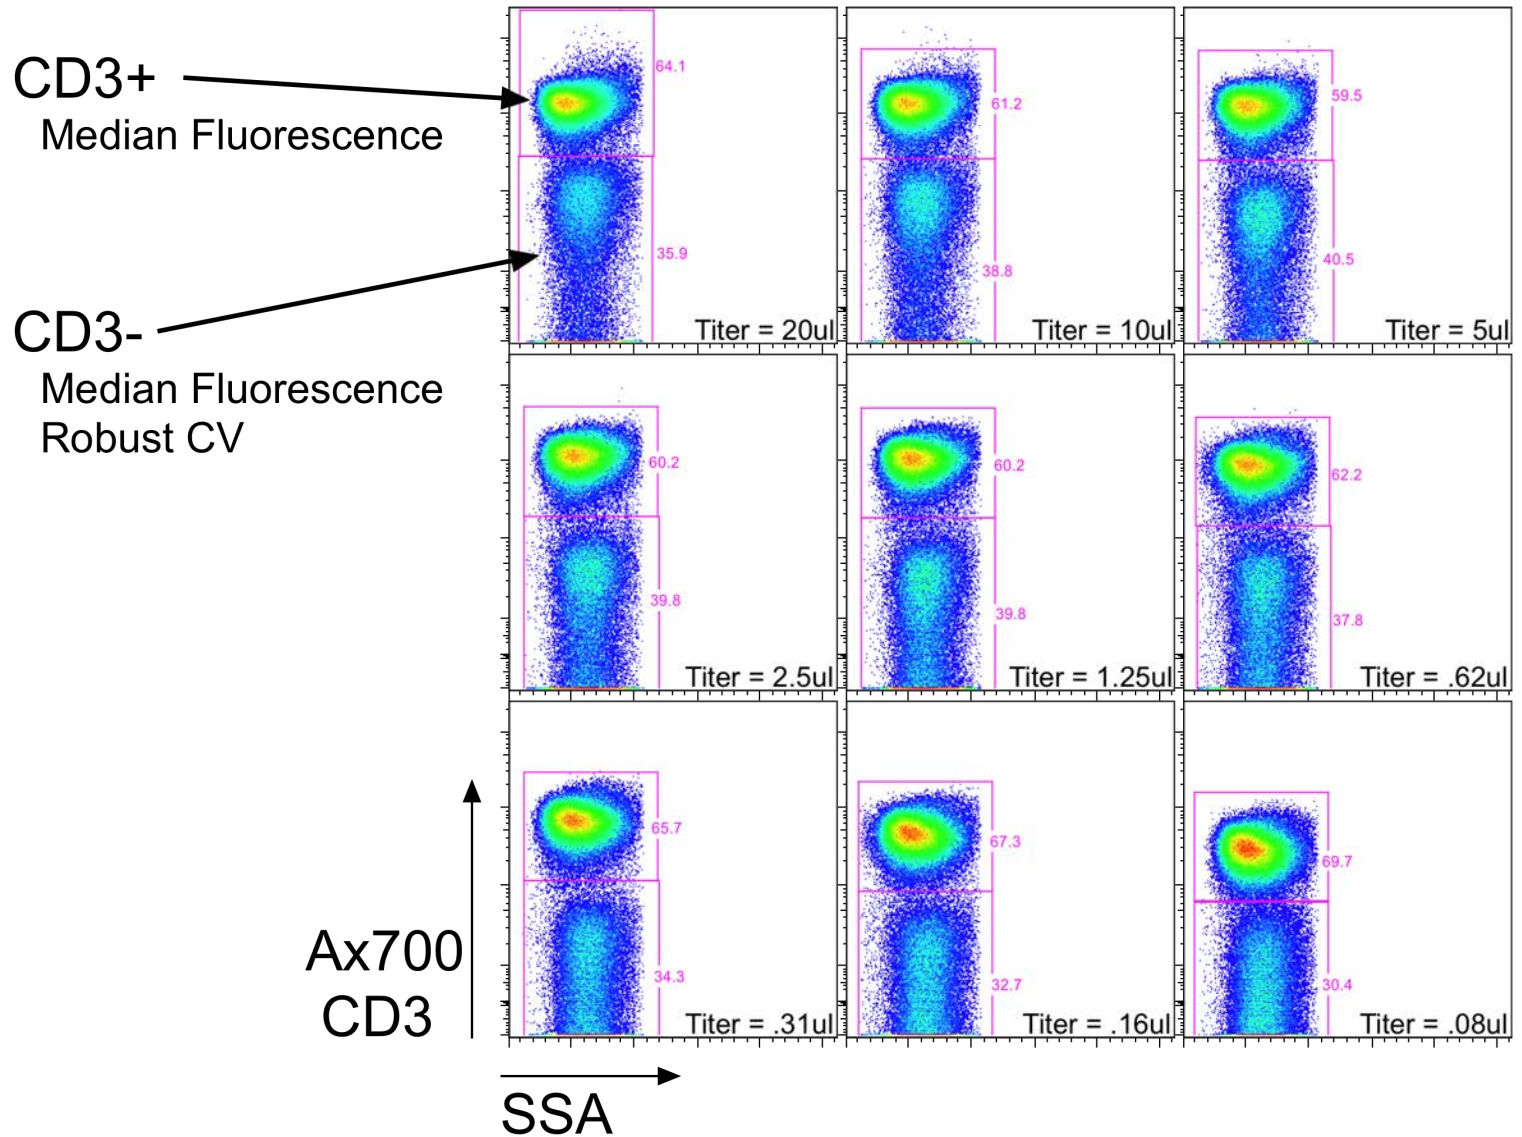 CD3+
Median Fluorescence
CD3-
Median Fluorescence
Robust CV
64.1
35.9
Titer = 20ul
61.2
38.8
Titer = 10ul
59.5
40.5
Titer = 5ul
60.2
39.8
Titer = 2.5ul
60.2
39.8
Titer = 1.25ul
62.2
37.8
Titer = .62ul
65.7
34.3
Titer = .31ul
67.3
32.7
Titer = .16ul
69.7
30.4
Titer = .08ul
Ax700
CD3
SSA